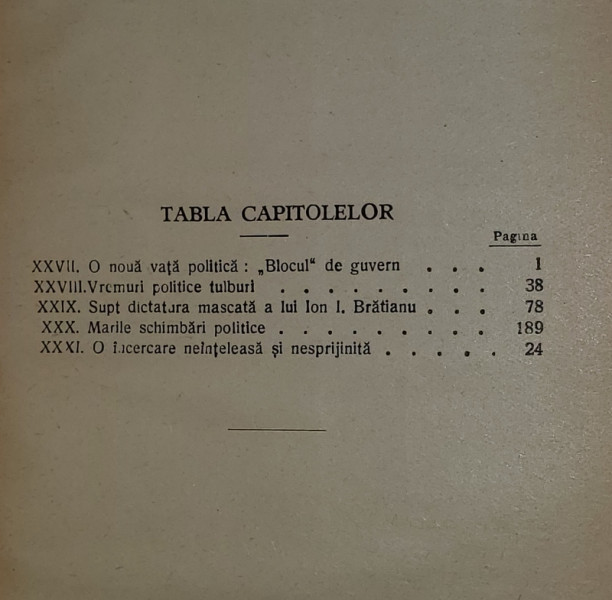 TABLA CAPITOLELOR
Pagina
XXVII. O nouă vață politică : „Blocul“ de guvern . . . 1
XXVIII.Vremuri politice tulburi . . . . . . . . . 38
XXIX. Supt dictatura mascată a lui Ion I. Brătianu . . . 78
XXX. Marile schimbări politice . . . . . . . . 189
XXXI. O încercare neînțeleasă și nesprijinită . . . . . 24